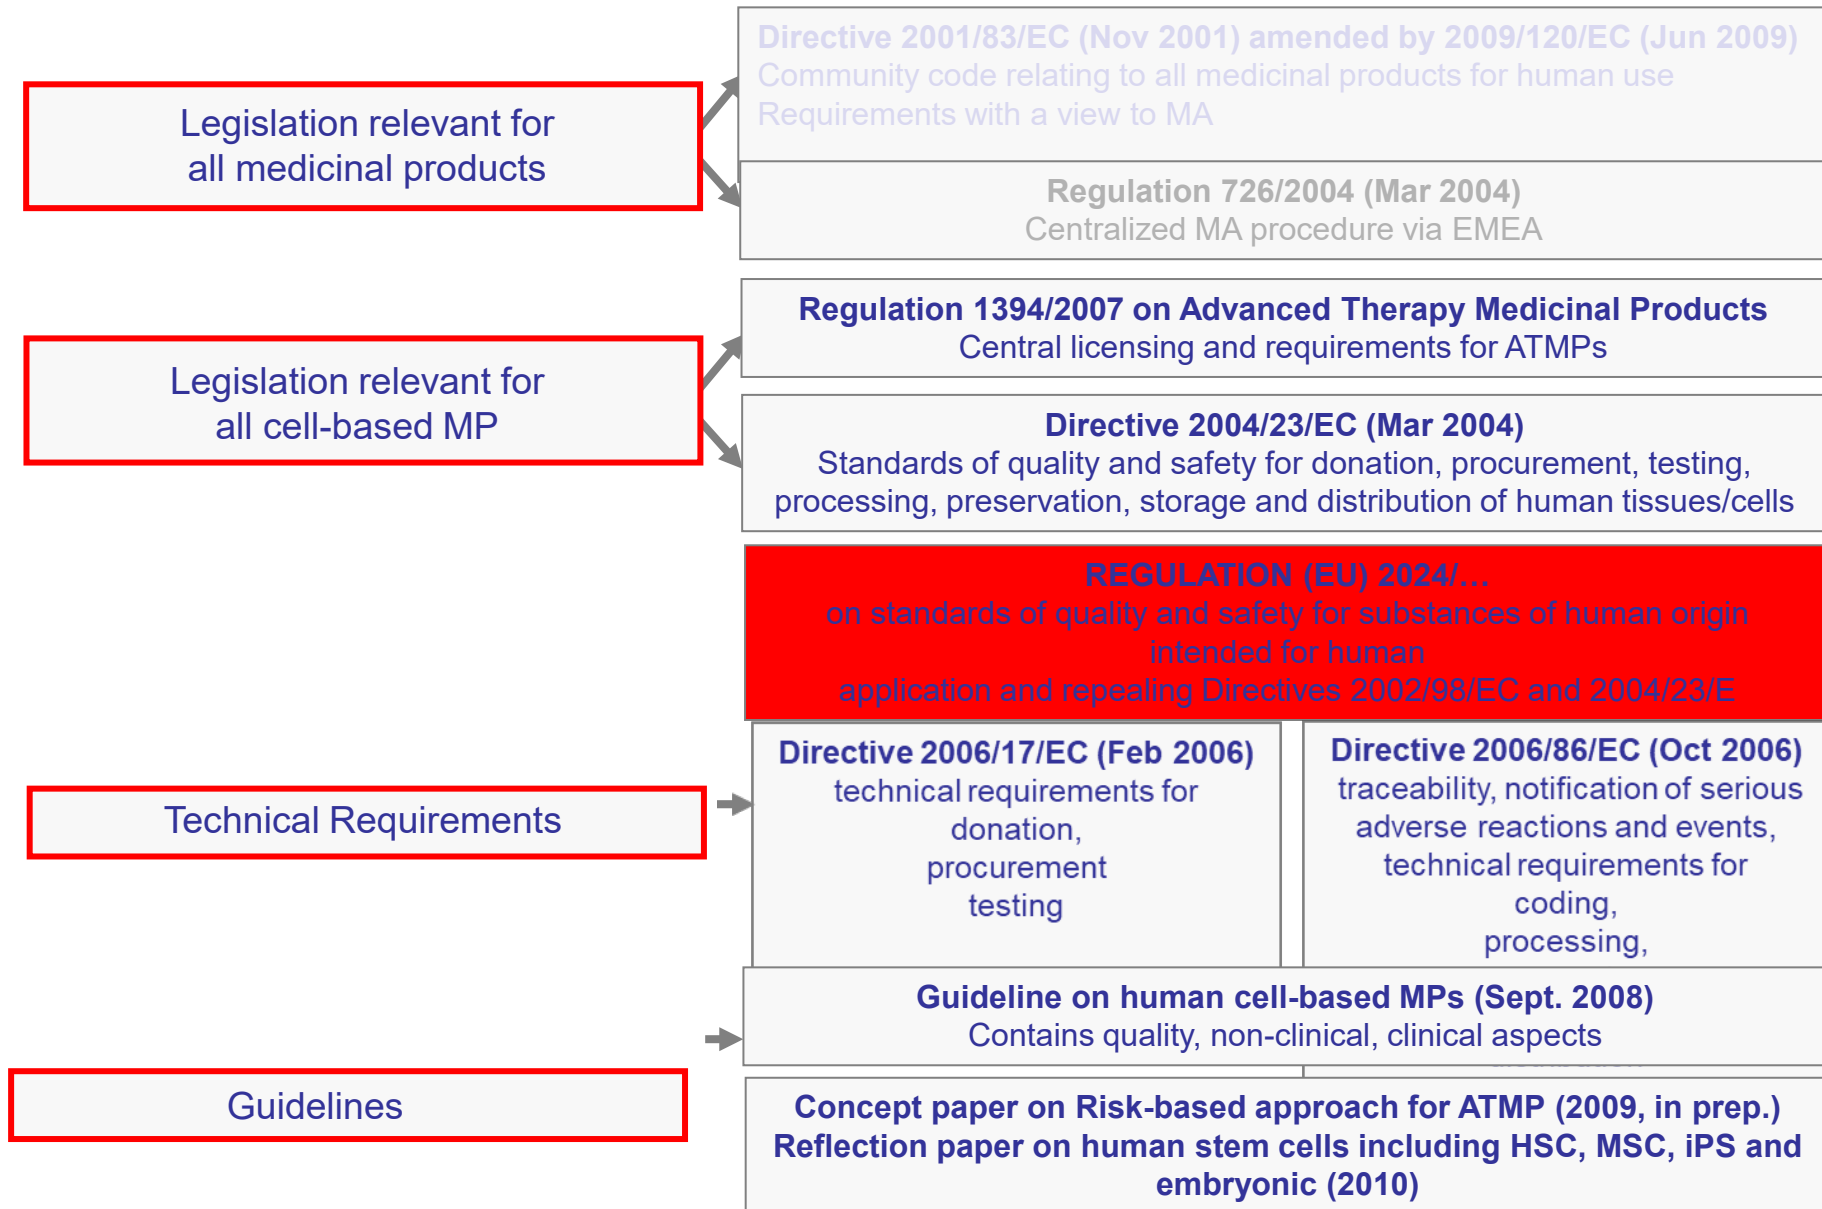 Legislation relevant for
all medicinal products
Directive 2001/83/EC (Nov 2001) amended by 2009/120/EC (Jun 2009)
Community code relating to all medicinal products for human use
Requirements with a view to MA
Regulation 726/2004 (Mar 2004)
Centralized MA procedure via EMEA
Legislation relevant for
all cell-based MP
Regulation 1394/2007 on Advanced Therapy Medicinal Products
Central licensing and requirements for ATMPs
Directive 2004/23/EC (Mar 2004)
Standards of quality and safety for donation, procurement, testing,
processing, preservation, storage and distribution of human tissues/cells
REGULATION (EU) 2024/…
on standards of quality and safety for substances of human origin
intended for human
application and repealing Directives 2002/98/EC and 2004/23/E
Technical Requirements
Directive 2006/17/EC (Feb 2006)
technical requirements for
donation,
procurement
testing
Directive 2006/86/EC (Oct 2006)
traceability, notification of serious
adverse reactions and events,
technical requirements for
coding,
processing,
Guidelines
Guideline on human cell-based MPs (Sept. 2008)
Contains quality, non-clinical, clinical aspects
Concept paper on Risk-based approach for ATMP (2009, in prep.)
Reflection paper on human stem cells including HSC, MSC, iPS and
embryonic (2010)